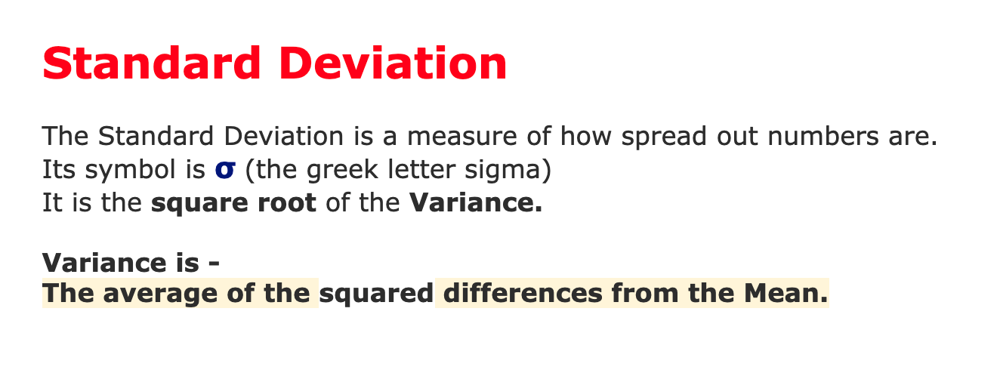 Standard Deviation
The Standard Deviation is a measure of how spread out numbers are.
Its symbol is σ (the greek letter sigma)
It is the square root of the Variance.
Variance is -
The average of the squared differences from the Mean.